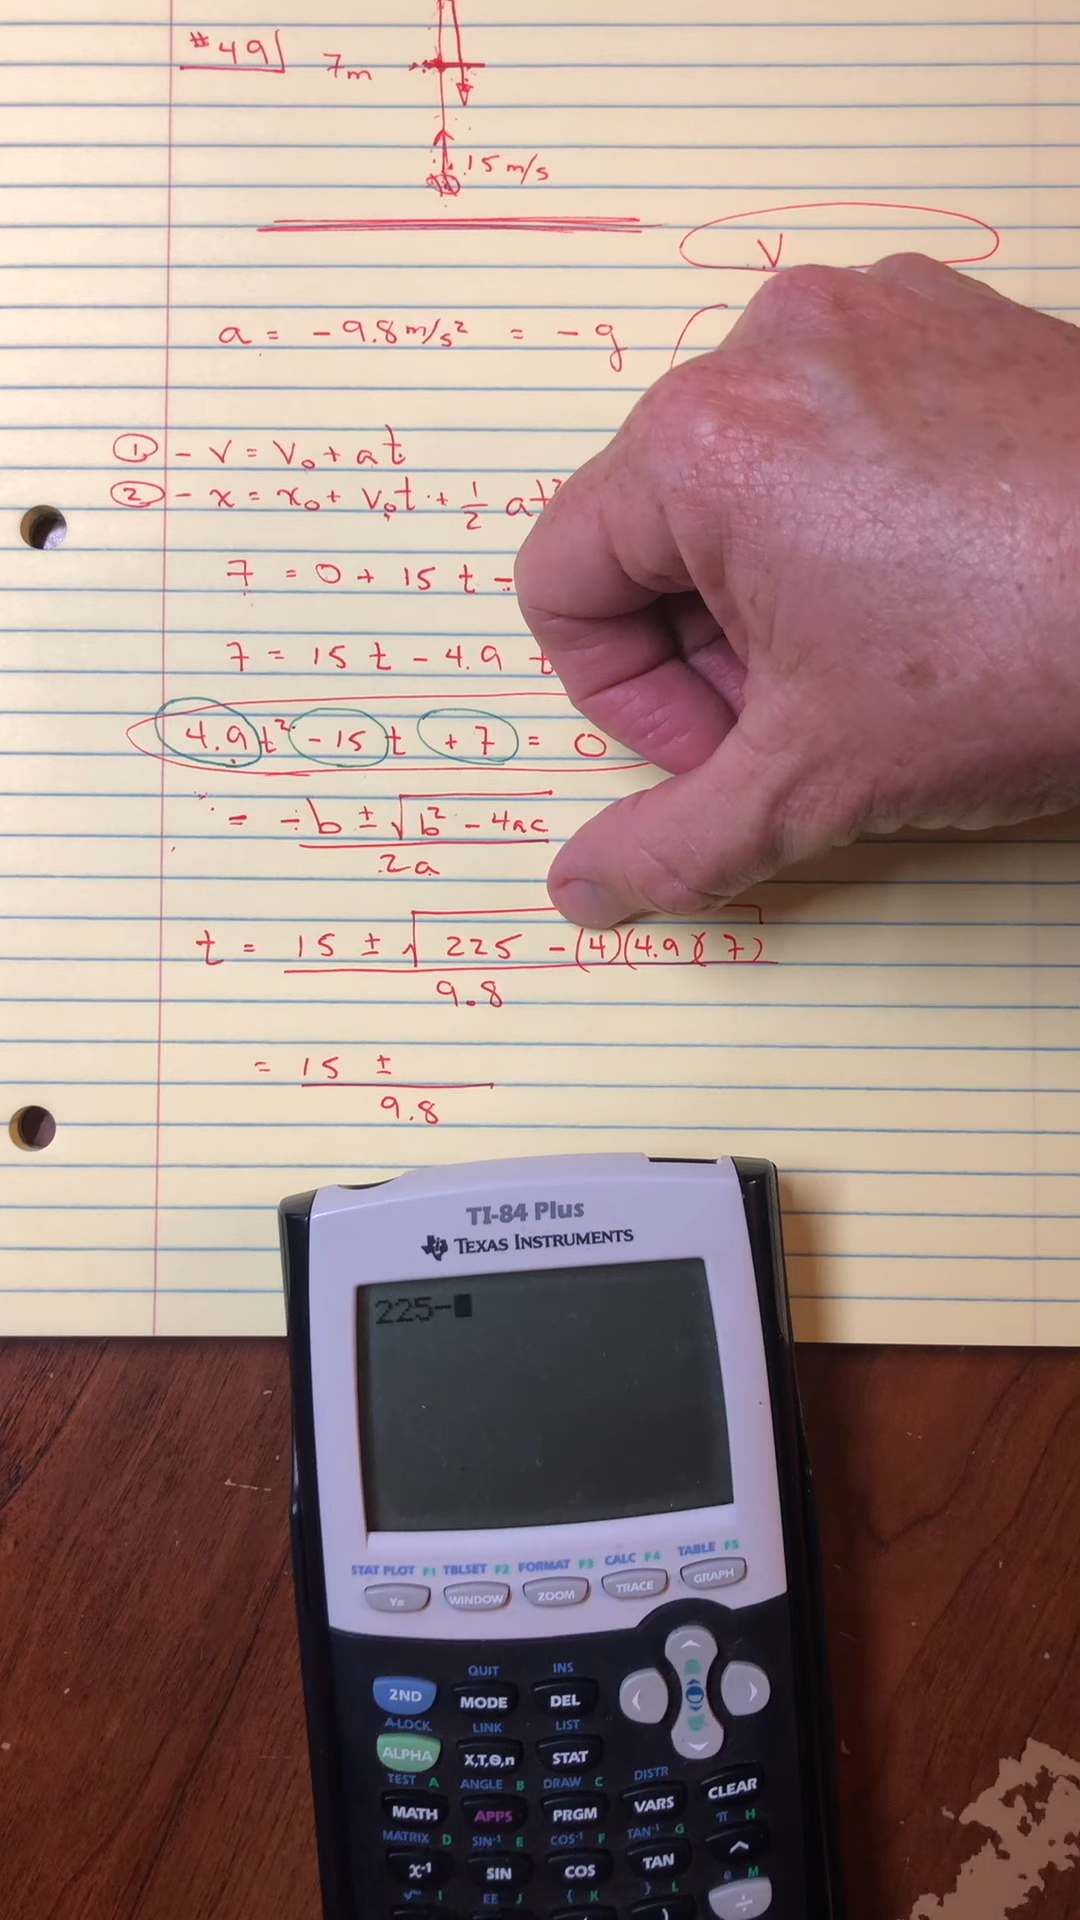 #49
7m
15 m/s
V
a = - 9.8 m/s² = - g
① - v = v₀ + at
② - x = x₀ + v₀t + 1/2 at²
7 = 0 + 15 t -
7 = 15 t - 4.9 t
4.9t² - 15t + 7 = 0
= -b ± √b² - 4ac
2a
t = 15 ± √225 - (4)(4.9)(7)
9.8
= 15 ±
9.8
TI-84 Plus
TEXAS INSTRUMENTS
225-
STAT PLOT F1 TBLSET F2 FORMAT F3 CALC F4 TABLE F5
Y= WINDOW ZOOM TRACE GRAPH
QUIT INS
2ND MODE DEL
A-LOCK LINK LIST
ALPHA X,T,Θ,n STAT
TEST A ANGLE B DRAW C DISTR
MATH APPS PRGM VARS CLEAR
MATRIX D SIN⁻¹ E COS⁻¹ F TAN⁻¹ G π H
x⁻¹ SIN COS TAN ^
I EE J { K } L e M
) ÷